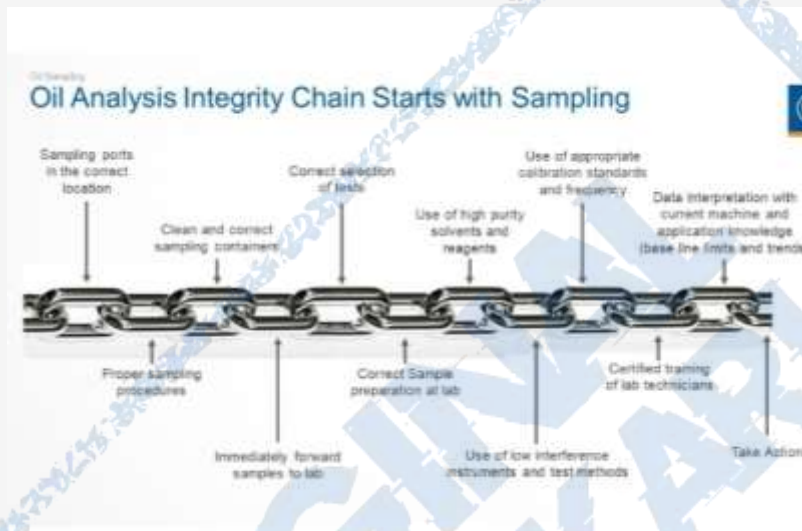 Oil Sampling
Oil Analysis Integrity Chain Starts with Sampling
Sampling ports
in the correct
location
Clean and correct
sampling containers
Correct selection
of tests
Use of high purity
solvents and
reagents
Use of appropriate
calibration standards
and frequency
Data Interpretation with
current machine and
application knowledge
(base line limits and trends
Proper sampling
procedures
Immediately forward
samples to lab
Correct Sample
preparation at lab
Use of low interference
instruments and test methods
Certified training
of lab technicians
Take Action